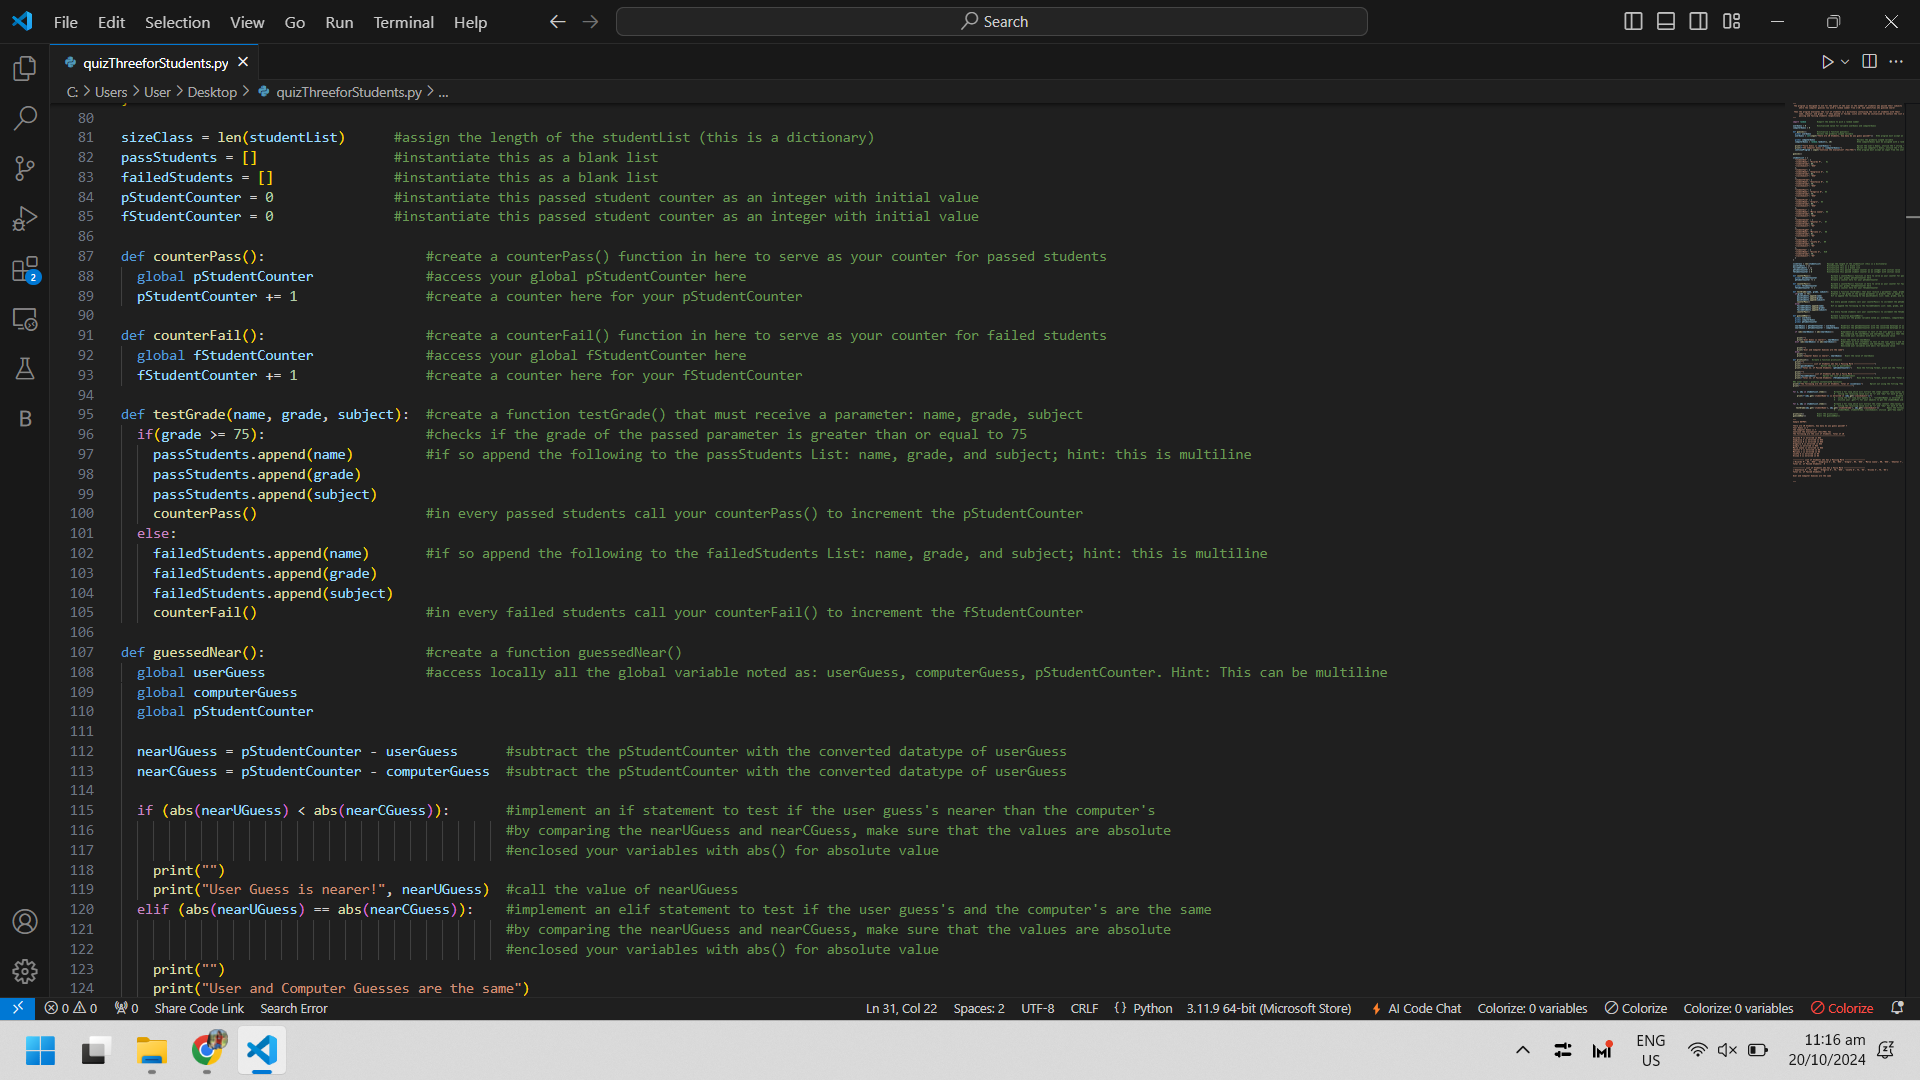 File Edit Selection View Go Run Terminal Help
Search
quizThreeforStudents.py
C: > Users > User > Desktop > quizThreeforStudents.py > ...
80
81 sizeClass = len(studentList) #assign the length of the studentList (this is a dictionary)
82 passStudents = [] #instantiate this as a blank list
83 failedStudents = [] #instantiate this as a blank list
84 pStudentCounter = 0 #instantiate this passed student counter as an integer with initial value
85 fStudentCounter = 0 #instantiate this passed student counter as an integer with initial value
86
87 def counterPass(): #create a counterPass() function in here to serve as your counter for passed students
88 global pStudentCounter #access your global pStudentCounter here
89 pStudentCounter += 1 #create a counter here for your pStudentCounter
90
91 def counterFail(): #create a counterFail() function in here to serve as your counter for failed students
92 global fStudentCounter #access your global fStudentCounter here
93 fStudentCounter += 1 #create a counter here for your fStudentCounter
94
95 def testGrade(name, grade, subject): #create a function testGrade() that must receive a parameter: name, grade, subject
96 if(grade >= 75): #checks if the grade of the passed parameter is greater than or equal to 75
97 passStudents.append(name) #if so append the following to the passStudents List: name, grade, and subject; hint: this is multiline
98 passStudents.append(grade)
99 passStudents.append(subject)
100 counterPass() #in every passed students call your counterPass() to increment the pStudentCounter
101 else:
102 failedStudents.append(name) #if so append the following to the failedStudents List: name, grade, and subject; hint: this is multiline
103 failedStudents.append(grade)
104 failedStudents.append(subject)
105 counterFail() #in every failed students call your counterFail() to increment the fStudentCounter
106
107 def guessedNear(): #create a function guessedNear()
108 global userGuess #access locally all the global variable noted as: userGuess, computerGuess, pStudentCounter. Hint: This can be multiline
109 global computerGuess
110 global pStudentCounter
111
112 nearUGuess = pStudentCounter - userGuess #subtract the pStudentCounter with the converted datatype of userGuess
113 nearCGuess = pStudentCounter - computerGuess #subtract the pStudentCounter with the converted datatype of userGuess
114
115 if (abs(nearUGuess) < abs(nearCGuess)): #implement an if statement to test if the user guess's nearer than the computer's
116 #by comparing the nearUGuess and nearCGuess, make sure that the values are absolute
117 #enclosed your variables with abs() for absolute value
118 print("")
119 print("User Guess is nearer!", nearUGuess) #call the value of nearUGuess
120 elif (abs(nearUGuess) == abs(nearCGuess)): #implement an elif statement to test if the user guess's and the computer's are the same
121 #by comparing the nearUGuess and nearCGuess, make sure that the values are absolute
122 #enclosed your variables with abs() for absolute value
123 print("")
124 print("User and Computer Guesses are the same")
2
B
0 0 0 Share Code Link Search Error Ln 31, Col 22 Spaces: 2 UTF-8 CRLF {} Python 3.11.9 64-bit (Microsoft Store) AI Code Chat Colorize: 0 variables Colorize Colorize: 0 variables Colorize
ENG US
11:16 am
20/10/2024